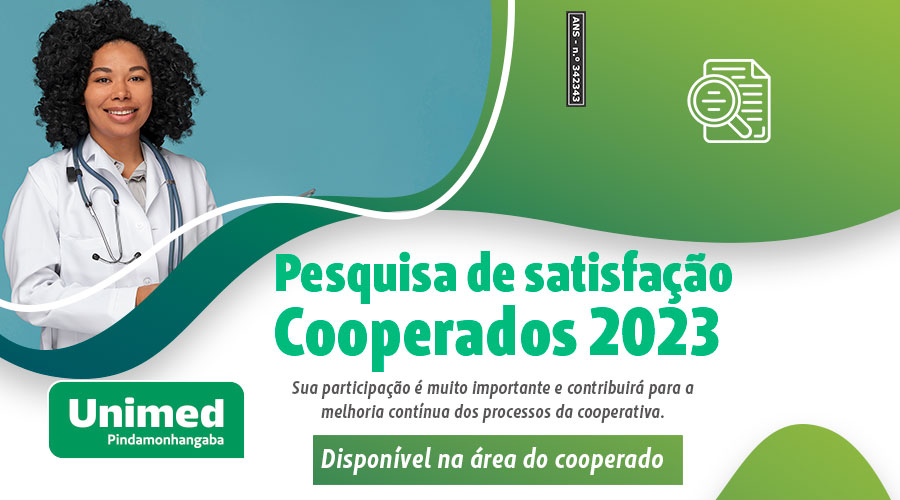 ANS - n.º 342343
Pesquisa de satisfação
Cooperados 2023
Sua participação é muito importante e contribuirá para a
melhoria contínua dos processos da cooperativa.
Unimed
Pindamonhangaba
Disponível na área do cooperado